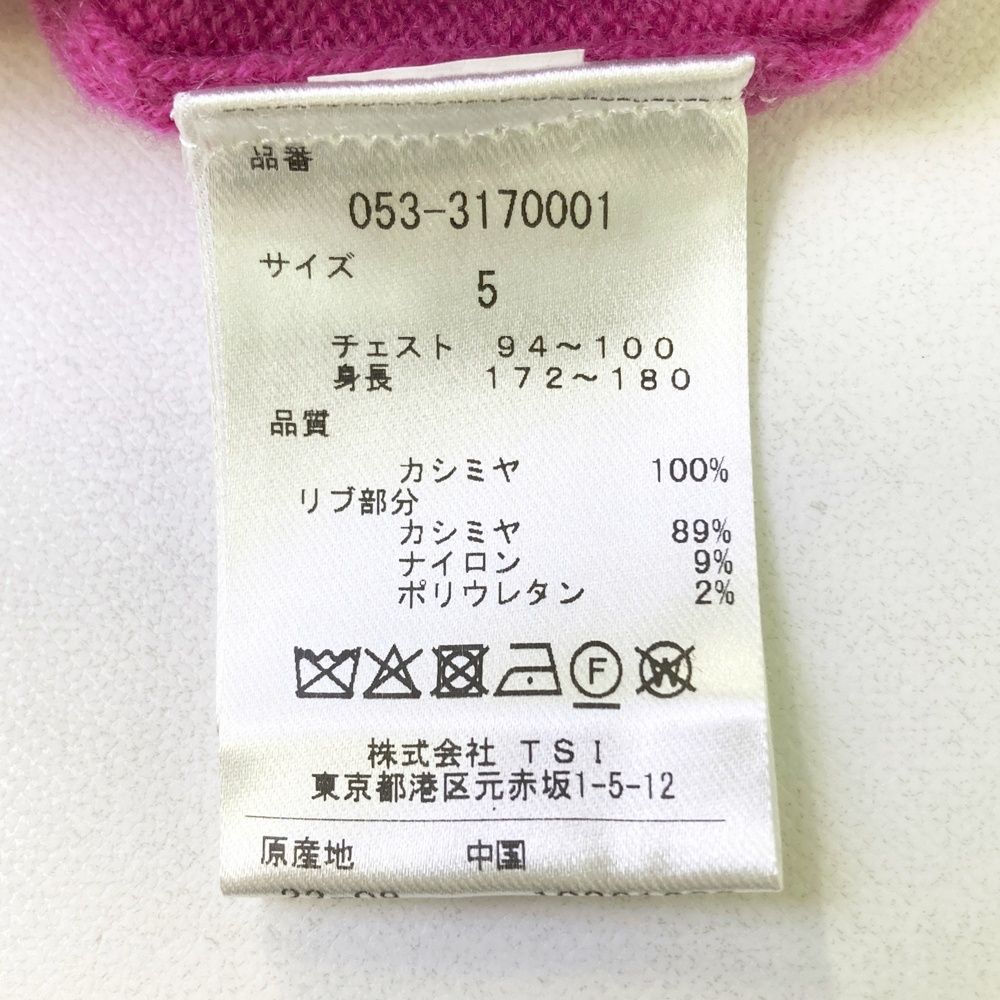 品番
053-3170001
サイズ
5
チェスト 94～100
身長 172～180
品質
カシミヤ 100%
リブ部分
カシミヤ 89%
ナイロン 9%
ポリウレタン 2%
F W
株式会社 TSI
東京都港区元赤坂1-5-12
原産地 中国